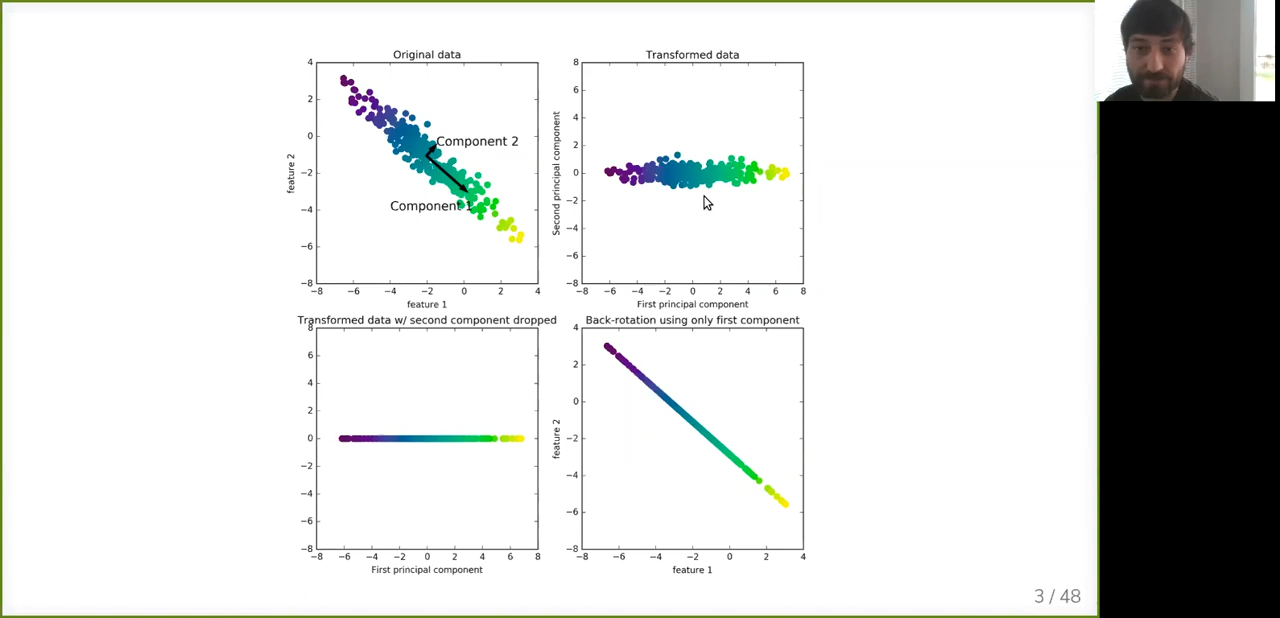 Original data
4
2
0
−2
−4
−6
−8
feature 2
Component 2
Component 1
−8 −6 −4 −2 0 2 4
feature 1
Transformed data
8
6
4
2
0
−2
−4
−6
−8
Second principal component
−8 −6 −4 −2 0 2 4 6 8
First principal component
Transformed data w/ second component dropped
8
6
4
2
0
−2
−4
−6
−8
−8 −6 −4 −2 0 2 4 6 8
First principal component
Back-rotation using only first component
4
2
0
−2
−4
−6
−8
feature 2
−8 −6 −4 −2 0 2 4
feature 1
3 / 48